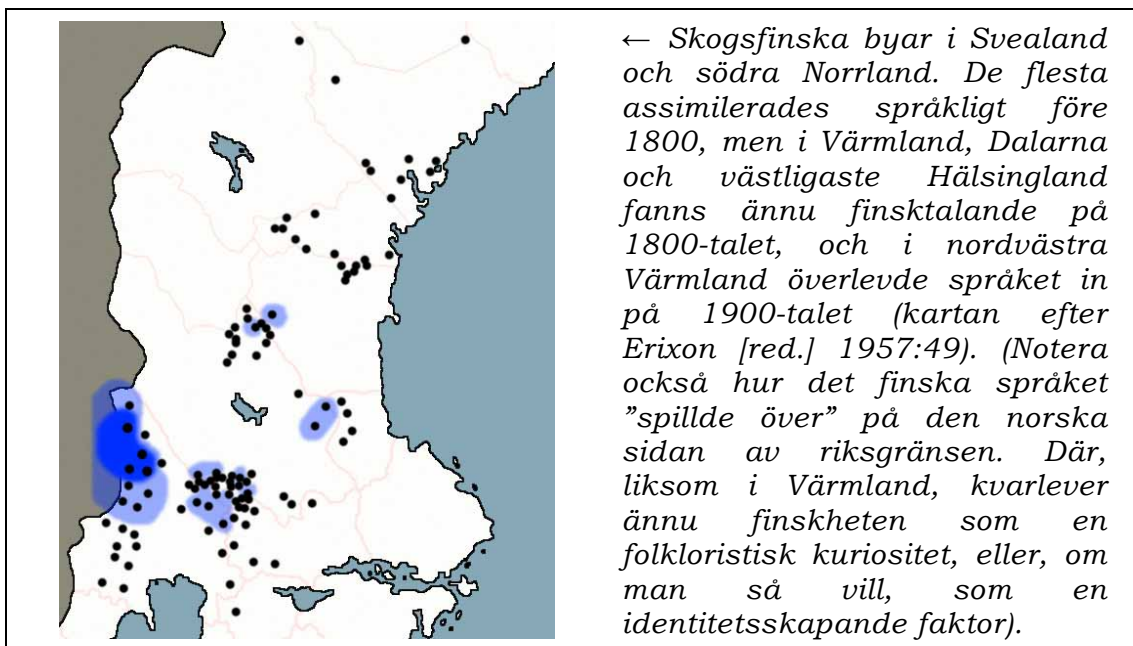 ← Skogsfinska byar i Svealand
och södra Norrland. De flesta
assimilerades språkligt före
1800, men i Värmland, Dalarna
och västligaste Hälsingland
fanns ännu finsktalande på
1800-talet, och i nordvästra
Värmland överlevde språket in
på 1900-talet (kartan efter
Erixon [red.] 1957:49). (Notera
också hur det finska språket
”spillde över” på den norska
sidan av riksgränsen. Där,
liksom i Värmland, kvarlever
ännu finskheten som en
folkloristisk kuriositet, eller, om
man så vill, som en
identitetsskapande faktor).